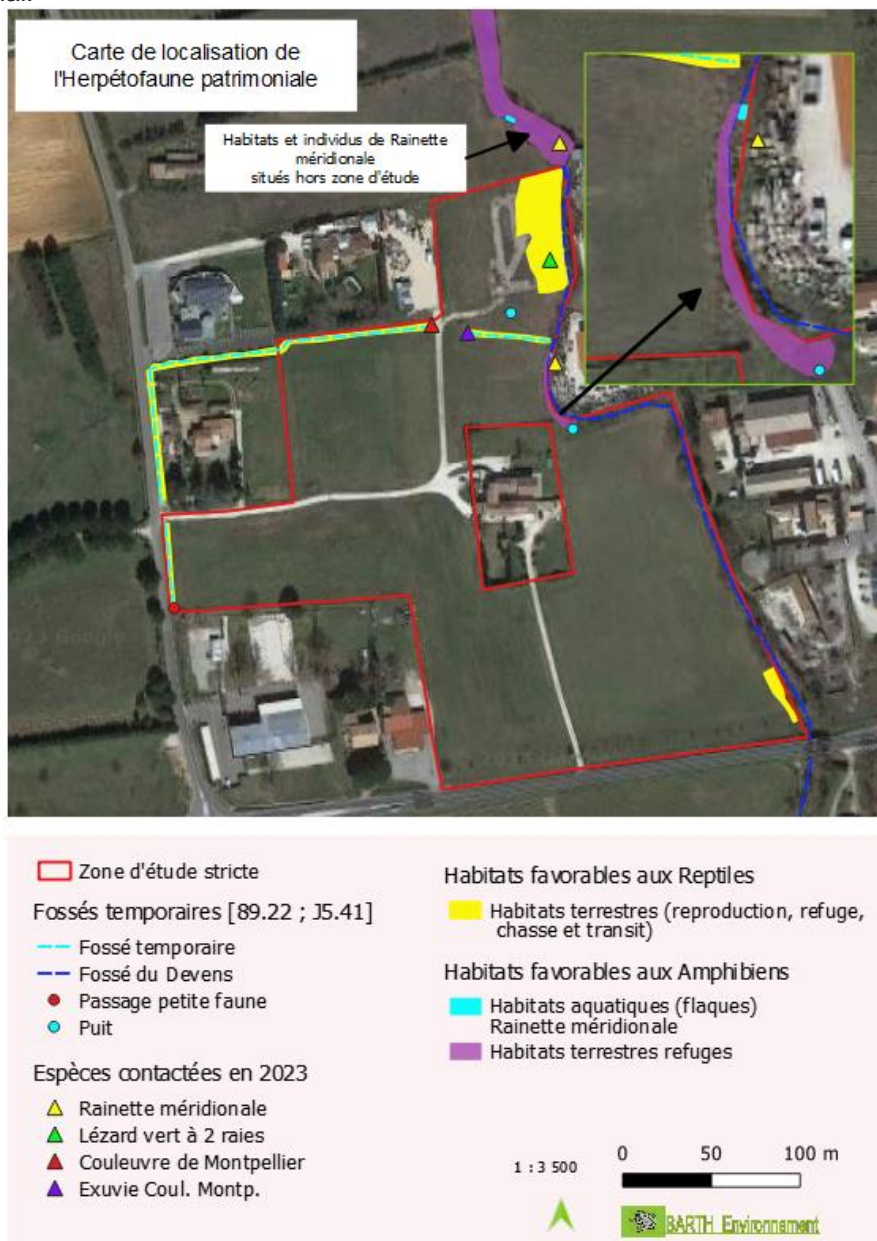 Carte de localisation de
l'Herpétofaune patrimoniale
Habitats et individus de Rainette
méridionale
situés hors zone d'étude
Zone d'étude stricte
Fossés temporaires [89.22 ; J5.41]
Fossé temporaire
Fossé du Devens
Passage petite faune
Puit
Espèces contactées en 2023
Rainette méridionale
Lézard vert à 2 raies
Couleuvre de Montpellier
Exuvie Coul. Montp.
Habitats favorables aux Reptiles
Habitats terrestres (reproduction, refuge,
chasse et transit)
Habitats favorables aux Amphibiens
Habitats aquatiques (flaques)
Rainette méridionale
Habitats terrestres refuges
1 : 3 500
0 50 100 m
BARTH Environnement